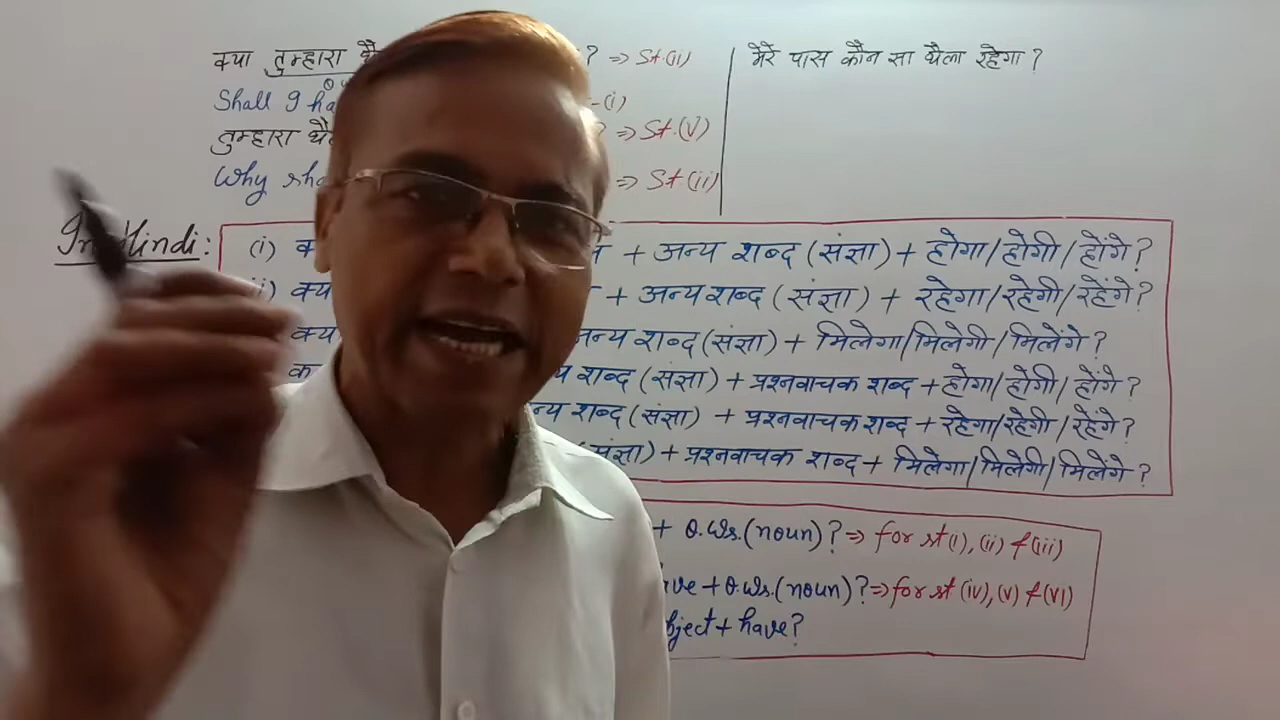 क्या तुम्हारा थै ? => St.(ii)
Shall I ha -(i)
तुम्हारा थै ? => St.(V)
Why sha => St.(ii)
मेरे पास कौन सा थैला रहेगा ?
In Hindi :
(i) क + अन्य शब्द (संज्ञा) + होगा/होगी/होंगे?
ii) क्य + अन्य शब्द (संज्ञा) + रहेगा/रहेगी/रहेंगे?
क्या न्य शब्द (संज्ञा) + मिलेगा/मिलेगी/मिलेंगे ?
क य शब्द (संज्ञा) + प्रश्नवाचक शब्द + होगा/होगी/होंगे ?
न्य शब्द (संज्ञा) + प्रश्नवाचक शब्द + रहेगा/रहेगी/रहेंगे?
संज्ञा) + प्रश्नवाचक शब्द + मिलेगा/मिलेगी/मिलेंगे ?
+ O.Ws.(noun)? => for st(i), (ii) f (iii)
ve + O.Ws.(noun)? => for st (iv), (v) f (VI)
bject + have?